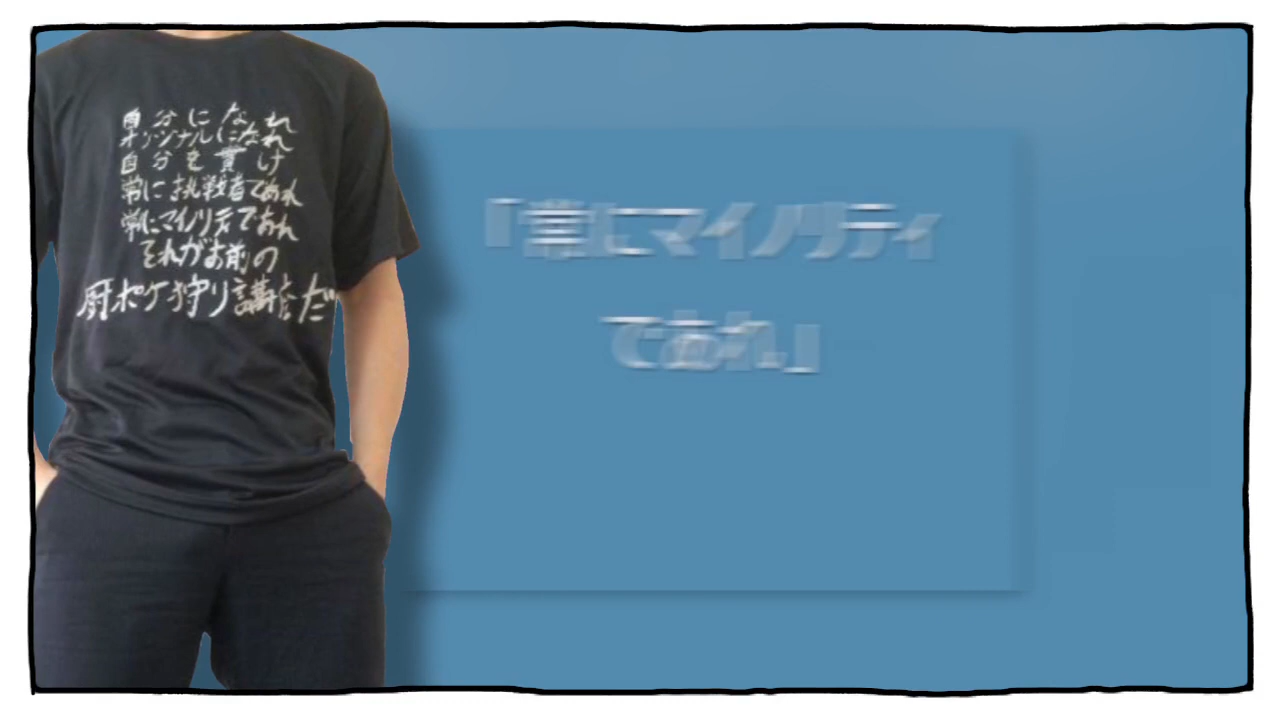 自分になれ
オリジナルになれ
自分を貫け
常に挑戦者であれ
常にマイノリティであれ
それがお前の
厨ポケ狩り講座だ
「常にマイノリティ
であれ」